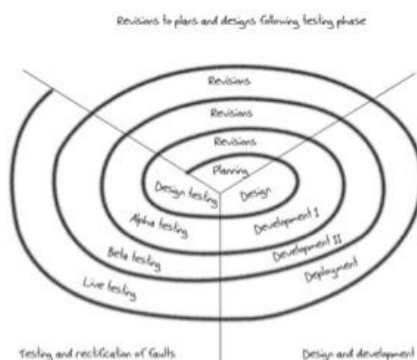 Revisions to plans and designs following testing phase
Revisions
Revisions
Revisions
Planning
Design testing
Design
Alpha testing
Development I
Beta testing
Development II
Live testing
Deployment
Testing and rectification of faults
Design and development